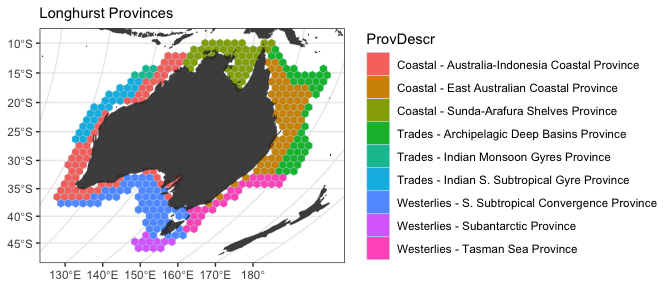 Longhurst Provinces
10°S
15°S
20°S
25°S
30°S
35°S
40°S
45°S
130°E 140°E 150°E 160°E 170°E 180°
ProvDescr
Coastal - Australia-Indonesia Coastal Province
Coastal - East Australian Coastal Province
Coastal - Sunda-Arafura Shelves Province
Trades - Archipelagic Deep Basins Province
Trades - Indian Monsoon Gyres Province
Trades - Indian S. Subtropical Gyre Province
Westerlies - S. Subtropical Convergence Province
Westerlies - Subantarctic Province
Westerlies - Tasman Sea Province